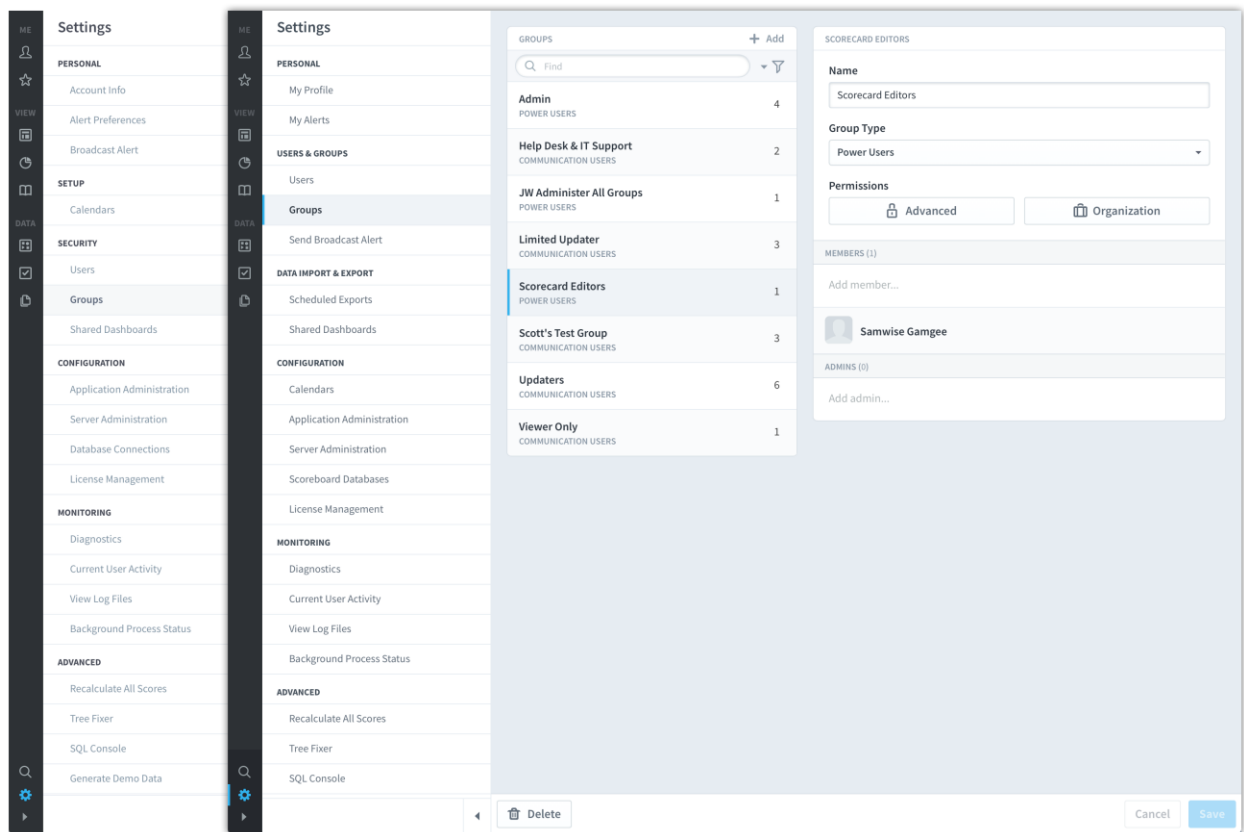 ME
Settings
PERSONAL
Account Info
Alert Preferences
VIEW
Broadcast Alert
SETUP
Calendars
DATA
SECURITY
Users
Groups
Shared Dashboards
CONFIGURATION
Application Administration
Server Administration
Database Connections
License Management
MONITORING
Diagnostics
Current User Activity
View Log Files
Background Process Status
ADVANCED
Recalculate All Scores
Tree Fixer
SQL Console
Generate Demo Data
ME
Settings
PERSONAL
My Profile
VIEW
My Alerts
USERS & GROUPS
Users
Groups
DATA
Send Broadcast Alert
DATA IMPORT & EXPORT
Scheduled Exports
Shared Dashboards
CONFIGURATION
Calendars
Application Administration
Server Administration
Scoreboard Databases
License Management
MONITORING
Diagnostics
Current User Activity
View Log Files
Background Process Status
ADVANCED
Recalculate All Scores
Tree Fixer
SQL Console
GROUPS + Add
Find
Admin 4
POWER USERS
Help Desk & IT Support 2
COMMUNICATION USERS
JW Administer All Groups 1
POWER USERS
Limited Updater 3
COMMUNICATION USERS
Scorecard Editors 1
POWER USERS
Scott's Test Group 3
COMMUNICATION USERS
Updaters 6
COMMUNICATION USERS
Viewer Only 1
COMMUNICATION USERS
SCORECARD EDITORS
Name
Scorecard Editors
Group Type
Power Users
Permissions
Advanced Organization
MEMBERS (1)
Add member...
Samwise Gamgee
ADMINS (0)
Add admin...
Delete Cancel Save